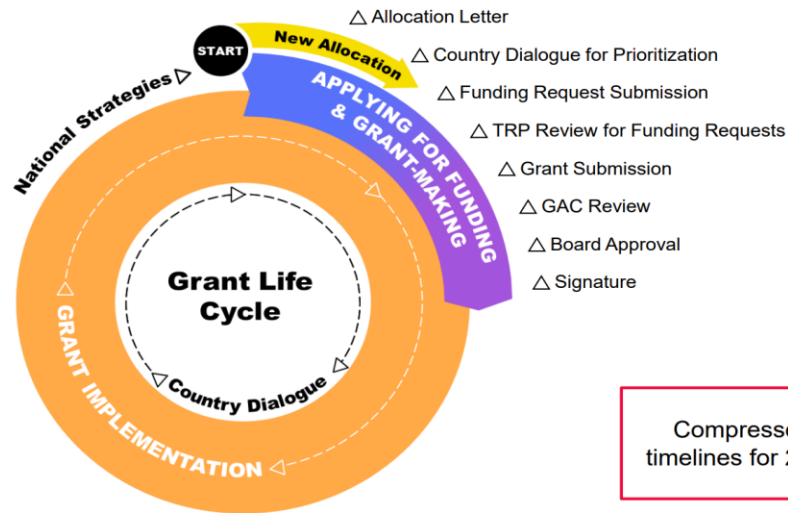 START
New Allocation
National Strategies
APPLYING FOR FUNDING
& GRANT-MAKING
Allocation Letter
Country Dialogue for Prioritization
Funding Request Submission
TRP Review for Funding Requests
Grant Submission
GAC Review
Board Approval
Signature
Grant Life
Cycle
Country Dialogue
GRANT IMPLEMENTATION
timelines for